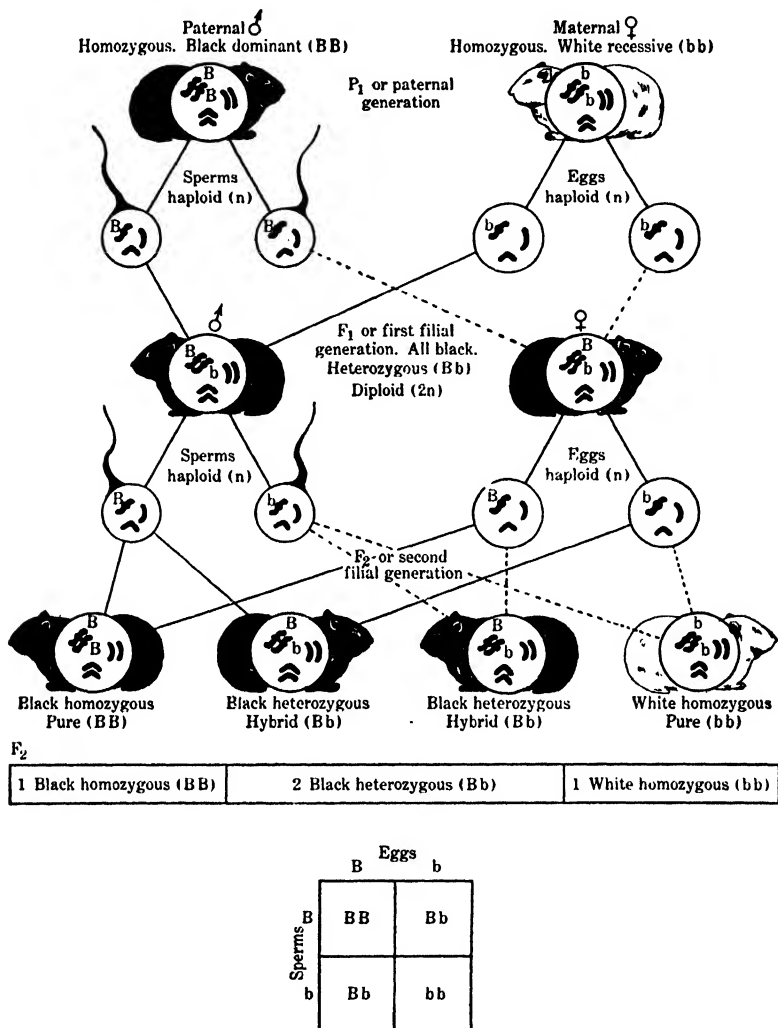 Paternal ♂
Homozygous. Black dominant (BB)
Maternal ♀
Homozygous. White recessive (bb)
B
B
b
b
P₁ or paternal
generation
Sperms
haploid (n)
Eggs
haploid (n)
B
B
b
b
♂
♀
F₁ or first filial
generation. All black.
Heterozygous (Bb)
Diploid (2n)
B
b
B
b
Sperms
haploid (n)
Eggs
haploid (n)
B
b
B
b
F₂ or second
filial generation
B
B
B
b
B
b
b
b
Black homozygous
Pure (BB)
Black heterozygous
Hybrid (Bb)
Black heterozygous
Hybrid (Bb)
White homozygous
Pure (bb)
F₂
1 Black homozygous (BB)
2 Black heterozygous (Bb)
1 White homozygous (bb)
Eggs
B b
Sperms
B BB Bb
b Bb bb